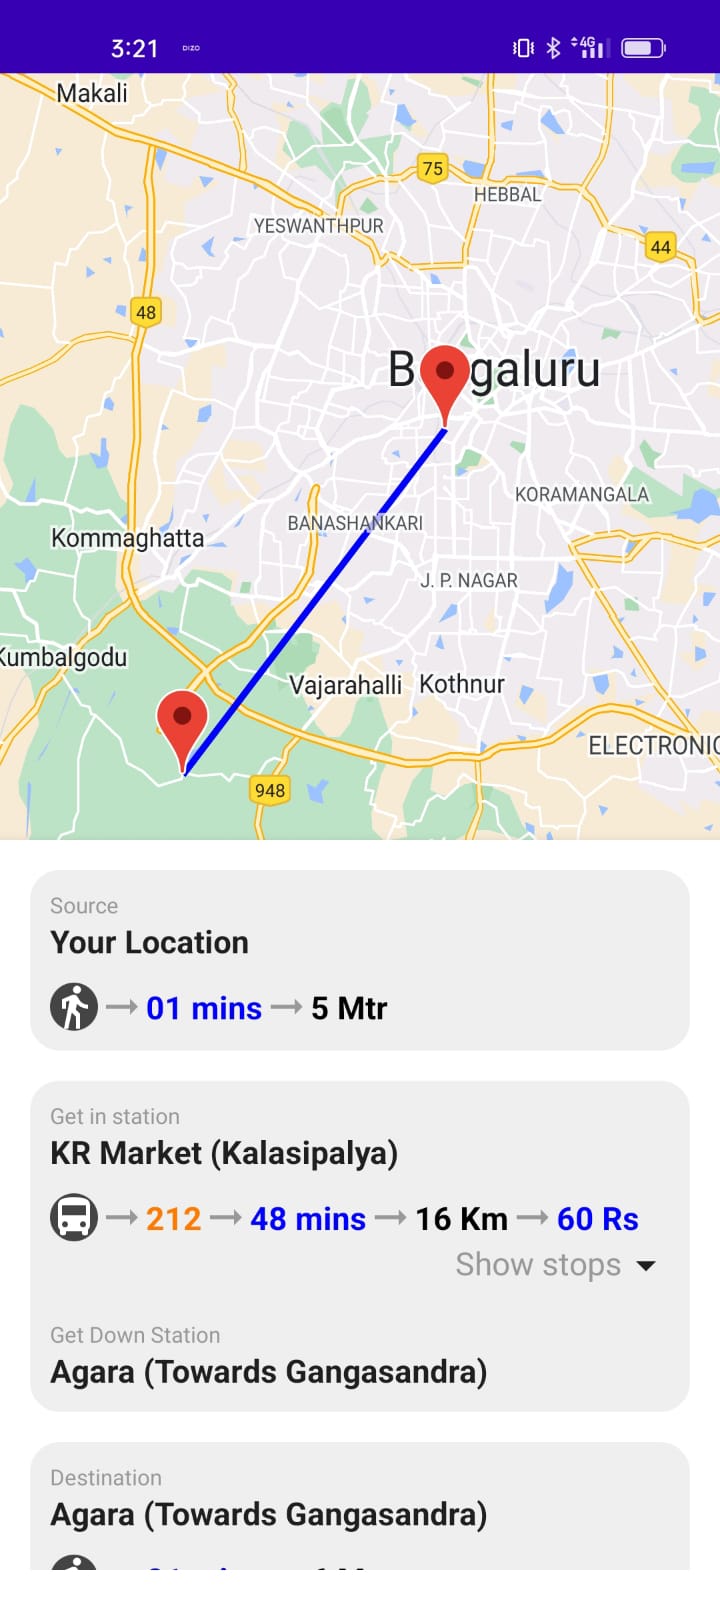 3:21 DIZO 4G
Makali
75
HEBBAL
YESWANTHPUR
44
48
B galuru
KORAMANGALA
BANASHANKARI
Kommaghatta
J. P. NAGAR
Kumbalgodu
Vajarahalli Kothnur
ELECTRONIC
948
Source
Your Location
01 mins 5 Mtr
Get in station
KR Market (Kalasipalya)
212 48 mins 16 Km 60 Rs
Show stops
Get Down Station
Agara (Towards Gangasandra)
Destination
Agara (Towards Gangasandra)